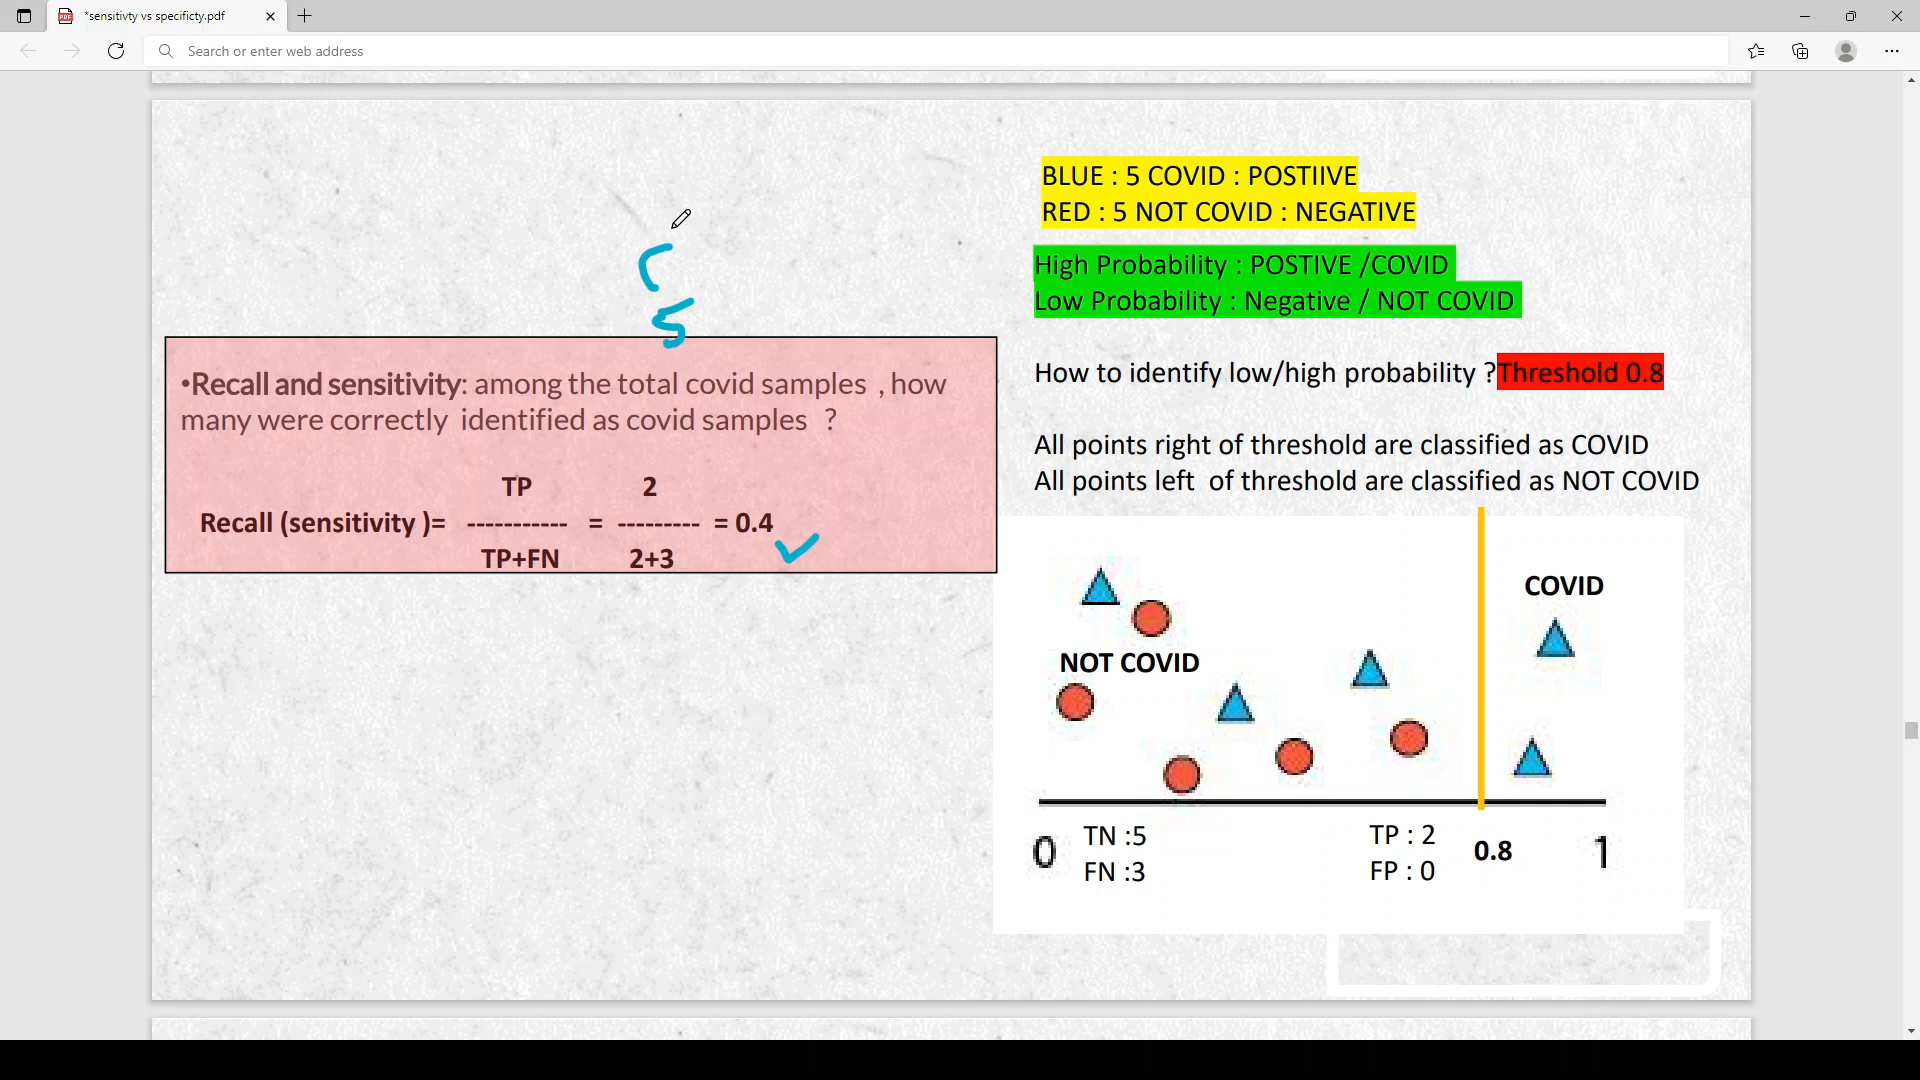 *sensitivty vs specificty.pdf
Search or enter web address
BLUE : 5 COVID : POSTIIVE
RED : 5 NOT COVID : NEGATIVE
High Probability : POSTIVE /COVID
Low Probability : Negative / NOT COVID
How to identify low/high probability ?Threshold 0.8
All points right of threshold are classified as COVID
All points left of threshold are classified as NOT COVID
5
•Recall and sensitivity: among the total covid samples , how
many were correctly identified as covid samples ?
TP 2
Recall (sensitivity )= ----------- = --------- = 0.4
TP+FN 2+3
COVID
NOT COVID
0 0.8 1
TN :5 TP : 2
FN :3 FP : 0